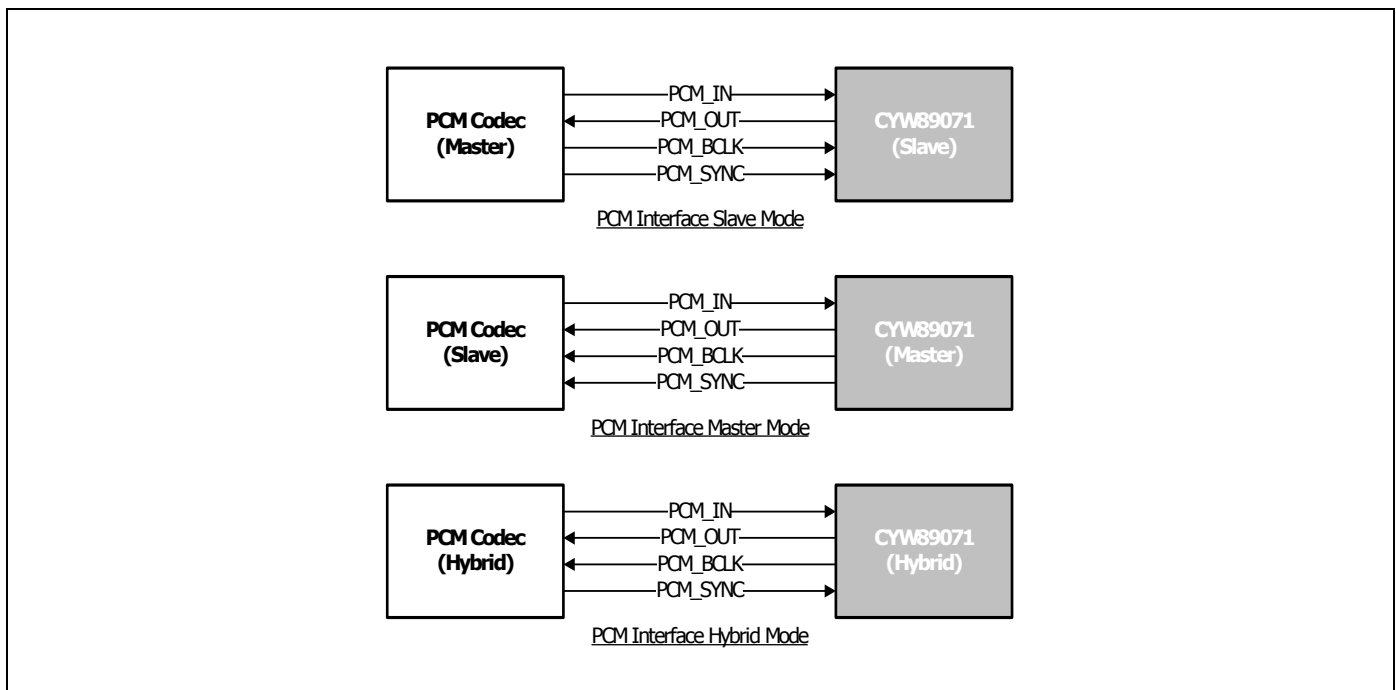 PCM Codec
(Master)
PCM_IN
PCM_OUT
PCM_BCLK
PCM_SYNC
CYW89071
(Slave)
PCM Interface Slave Mode
PCM Codec
(Slave)
PCM_IN
PCM_OUT
PCM_BCLK
PCM_SYNC
CYW89071
(Master)
PCM Interface Master Mode
PCM Codec
(Hybrid)
PCM_IN
PCM_OUT
PCM_BCLK
PCM_SYNC
CYW89071
(Hybrid)
PCM Interface Hybrid Mode